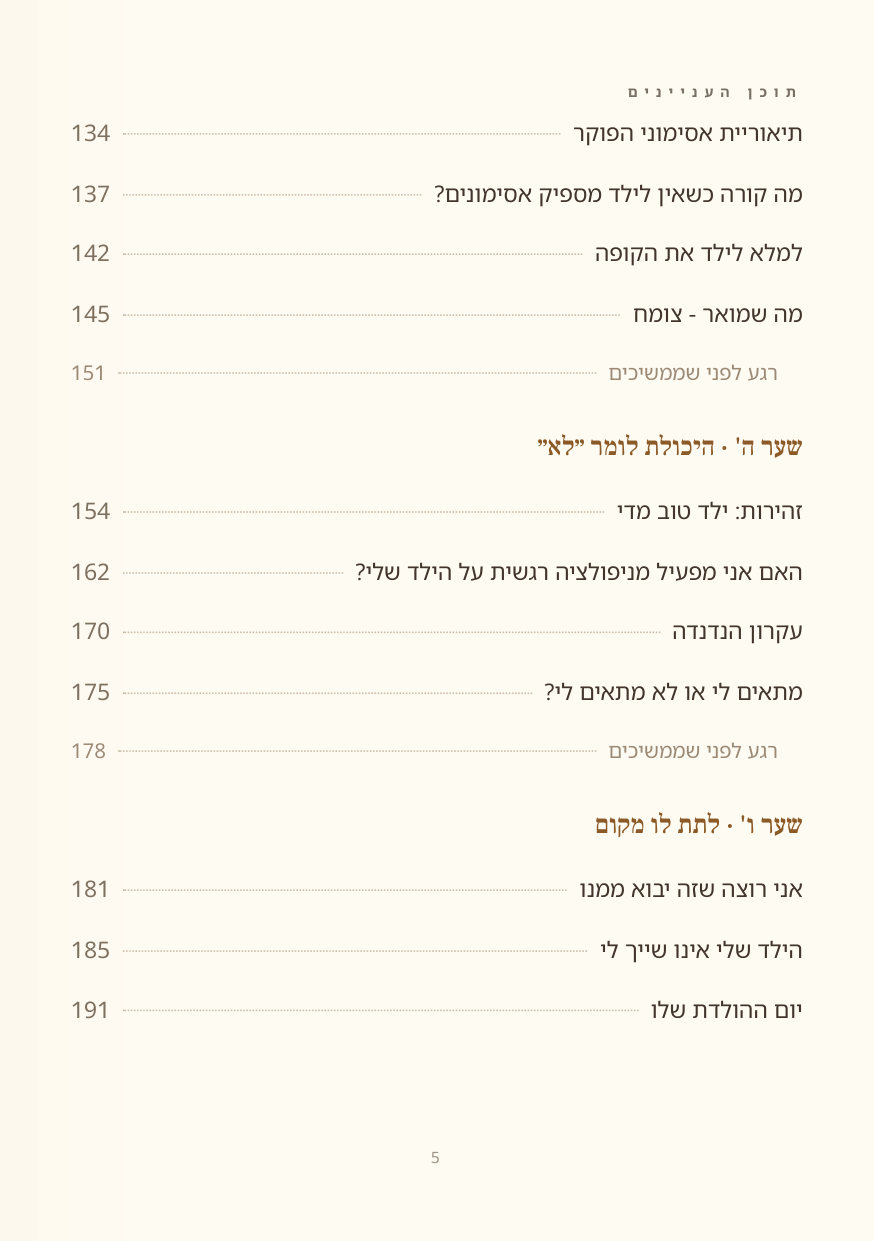 תוכן העניינים
תיאוריית אסימוני הפוקר 134
מה קורה כשאין לילד מספיק אסימונים? 137
למלא לילד את הקופה 142
מה שמואר - צומח 145
רגע לפני שממשיכים 151
שער ה' · היכולת לומר ״לא״
זהירות: ילד טוב מדי 154
האם אני מפעיל מניפולציה רגשית על הילד שלי? 162
עקרון הנדנדה 170
מתאים לי או לא מתאים לי? 175
רגע לפני שממשיכים 178
שער ו' · לתת לו מקום
אני רוצה שזה יבוא ממנו 181
הילד שלי אינו שייך לי 185
יום ההולדת שלו 191
5